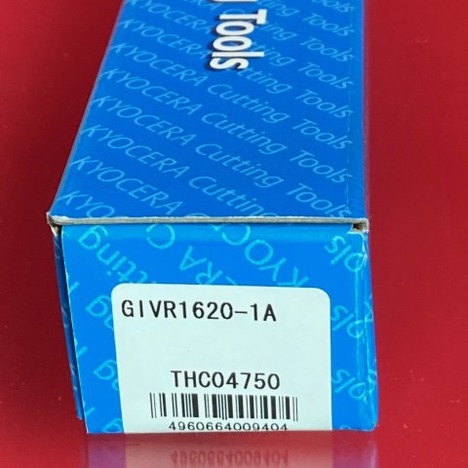 Tools
KYOCERA Cutting Tools
KYOCERA Cutting Tools
KYOCERA Cutting Tools
KYOCERA Cutting Tools
GIVR1620-1A
THC04750
4960664009404